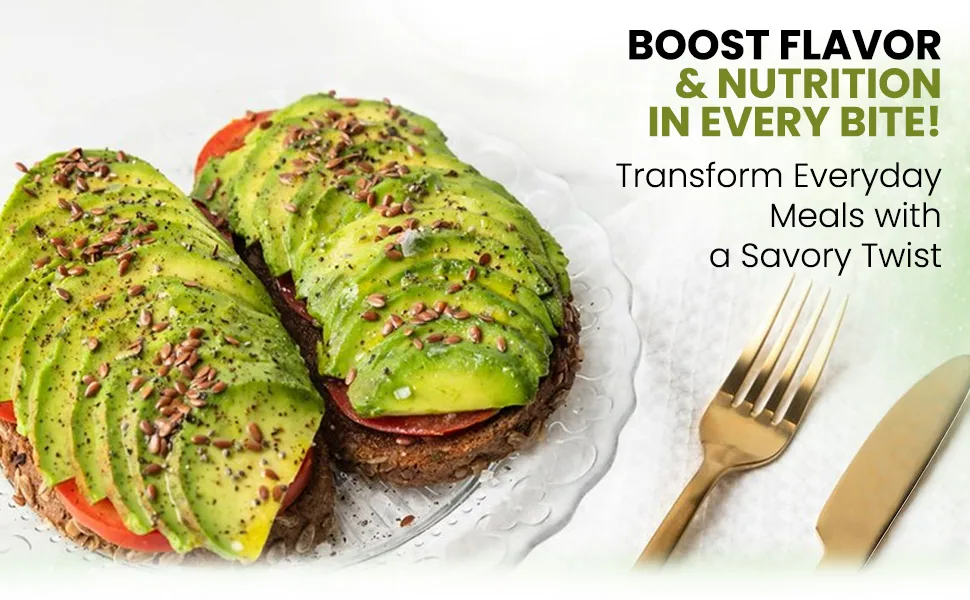 BOOST FLAVOR
& NUTRITION
IN EVERY BITE!
Transform Everyday
Meals with
a Savory Twist